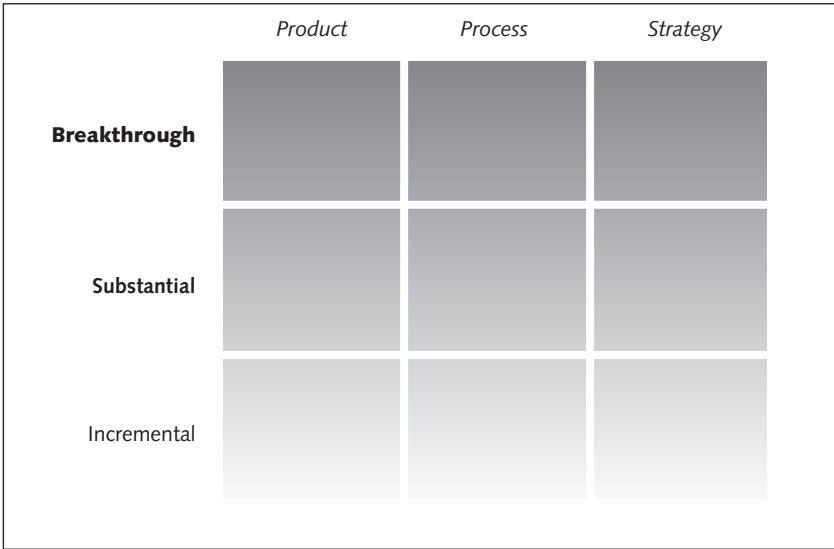 Product Process Strategy
Breakthrough
Substantial
Incremental